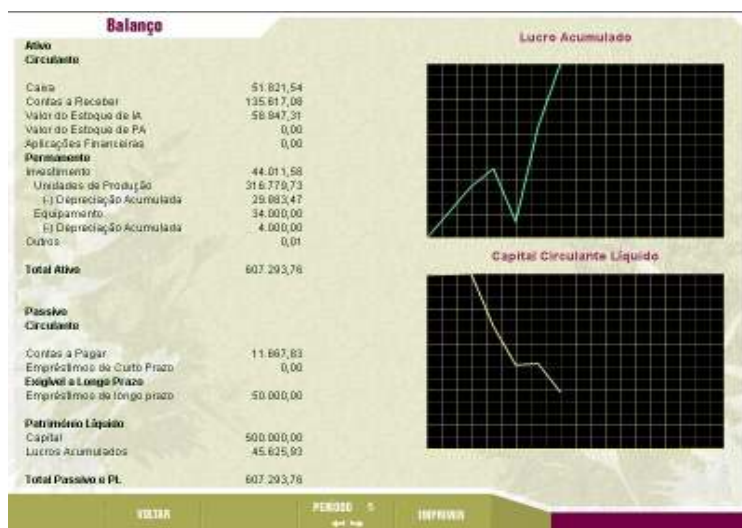 Balanço
Ativo
Circulante
Caixa 51.821,54
Contas a Receber 135.617,08
Valor do Estoque de IA 58.847,31
Valor do Estoque de PA 0,00
Aplicações Financeiras 0,00
Permanente
Investimento 44.011,58
Unidades de Produção 316.779,73
(-) Depreciação Acumulada 29.883,47
Equipamento 34.000,00
(-) Depreciação Acumulada 4.000,00
Outros 0,01
Total Ativo 607.293,76
Passivo
Circulante
Contas a Pagar 11.667,83
Empréstimos de Curto Prazo 0,00
Exigível a Longo Prazo
Empréstimos de longo prazo 50.000,00
Patrimônio Líquido
Capital 500.000,00
Lucros Acumulados 45.625,93
Total Passivo e PL 607.293,76
Lucro Acumulado
Capital Circulante Líquido
VOLTAR
PERIODO
IMPRIMIR